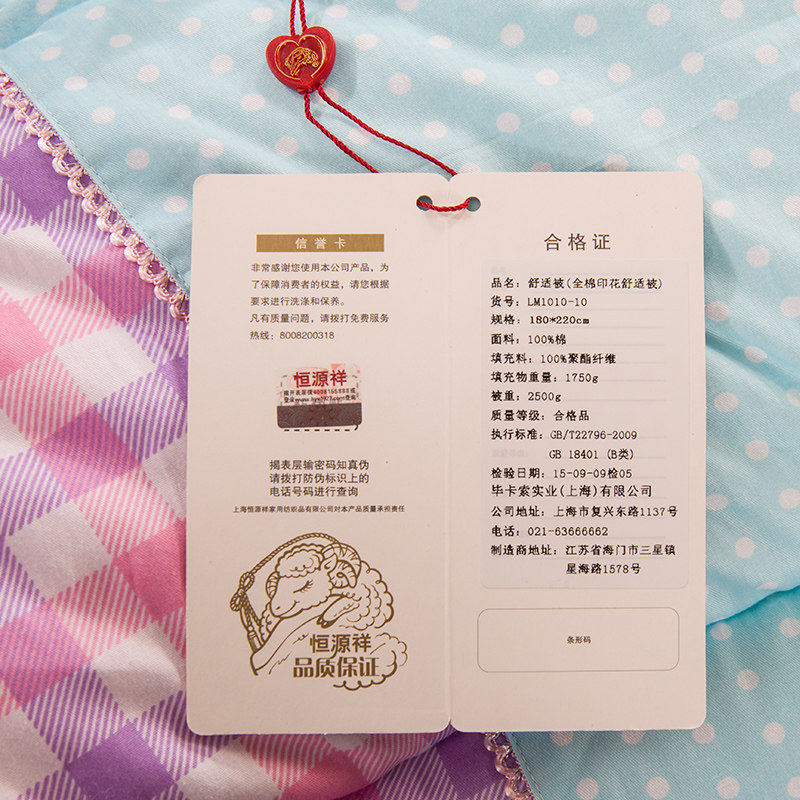 信誉卡
非常感谢您使用本公司产品，为
了保障消费者的权益，请您根据
要求进行洗涤和保养。
凡有质量问题，请拨打免费服务
热线：8008200318
恒源祥
揭表层输密码知真伪
请拨打防伪标识上的
电话号码进行查询
上海恒源祥家用纺织品有限公司对本产品质量承担责任
恒源祥
品质保证
合格证
品名：舒适被(全棉印花舒适被)
货号：LM1010-10
规格：180*220cm
面料：100%棉
填充料：100%聚酯纤维
填充物重量：1750g
被重：2500g
质量等级：合格品
执行标准：GB/T22796-2009
GB 18401 (B类)
检验日期：15-09-09检05
毕卡索实业(上海)有限公司
公司地址：上海市复兴东路1137号
电话：021-63666662
制造商地址：江苏省海门市三星镇
星海路1578号
条形码